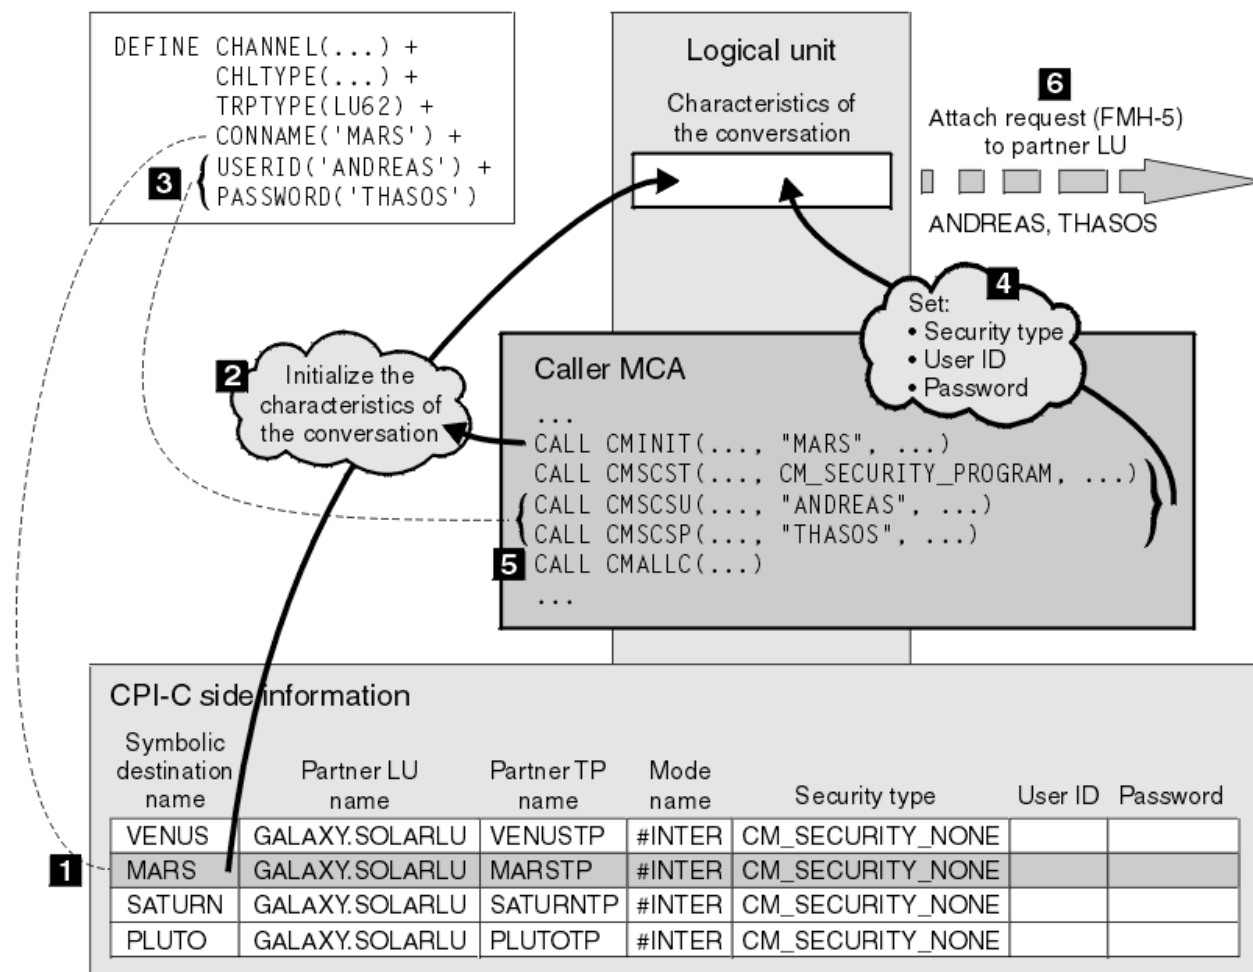 DEFINE CHANNEL(...) +
CHLTYPE(...) +
TRPTYPE(LU62) +
CONNAME('MARS') +
USERID('ANDREAS') +
PASSWORD('THASOS')
3
Logical unit
Characteristics of
the conversation
6
Attach request (FMH-5)
to partner LU
ANDREAS, THASOS
4
Set:
• Security type
• User ID
• Password
2
Initialize the
characteristics of
the conversation
Caller MCA
...
CALL CMINIT(..., "MARS", ...)
CALL CMSCST(..., CM_SECURITY_PROGRAM, ...)
CALL CMSCSU(..., "ANDREAS", ...)
CALL CMSCSP(..., "THASOS", ...)
5
CALL CMALLC(...)
...
CPI-C side information
Symbolic
destination
name
Partner LU
name
Partner TP
name
Mode
name
Security type
User ID
Password
VENUS GALAXY.SOLARLU VENUSTP #INTER CM_SECURITY_NONE
1
MARS GALAXY.SOLARLU MARSTP #INTER CM_SECURITY_NONE
SATURN GALAXY.SOLARLU SATURNTP #INTER CM_SECURITY_NONE
PLUTO GALAXY.SOLARLU PLUTOTP #INTER CM_SECURITY_NONE